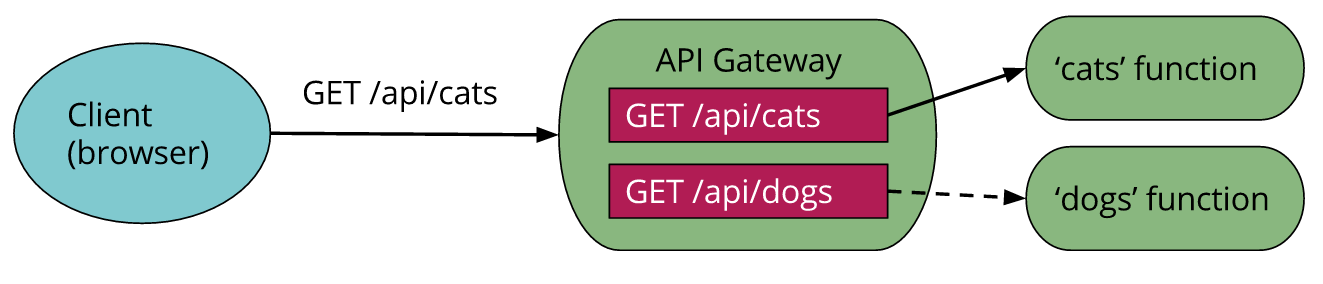 Client
(browser)
GET /api/cats
API Gateway
GET /api/cats
GET /api/dogs
‘cats’ function
‘dogs’ function